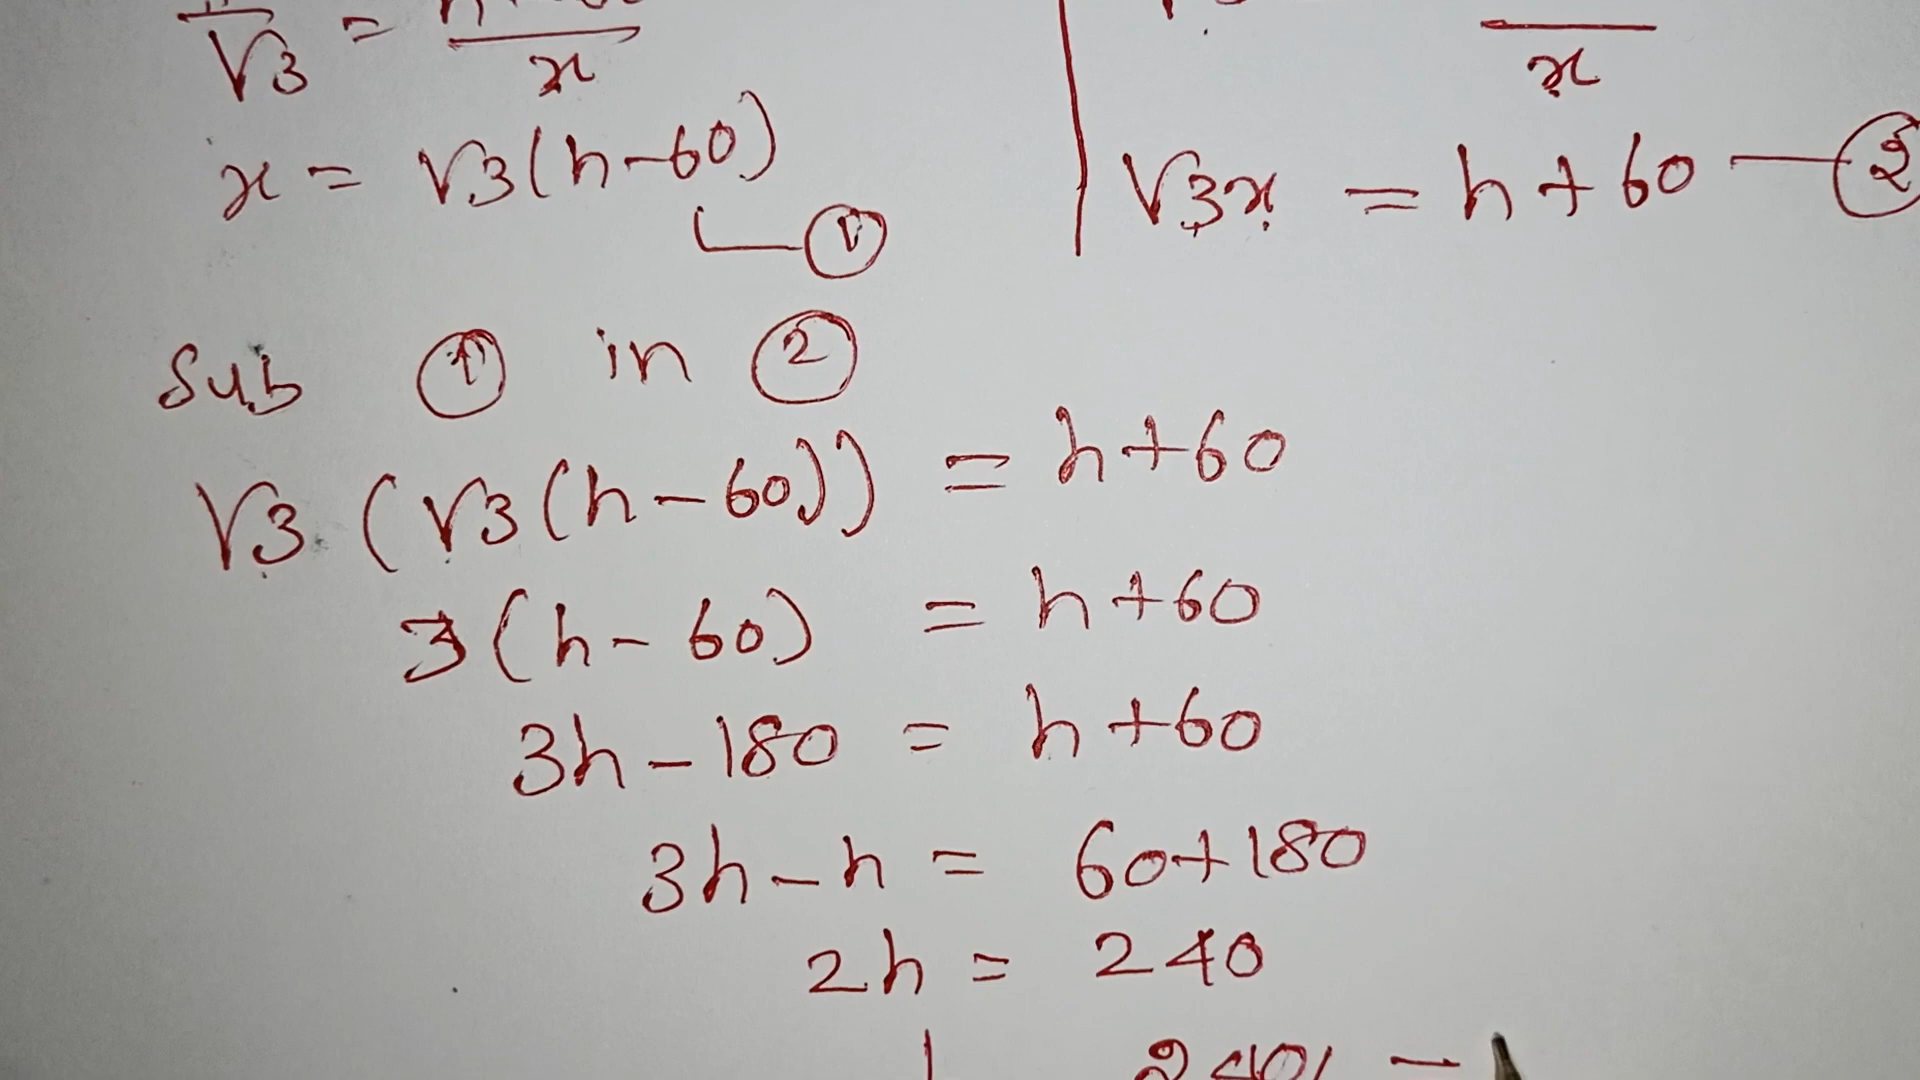 √3 =
x
x = √3(h-60)
①
x
√3x = h+60 — ②
Sub ① in ②
√3 (√3(h-60)) = h+60
3(h-60) = h+60
3h-180 = h+60
3h-h = 60+180
2h = 240